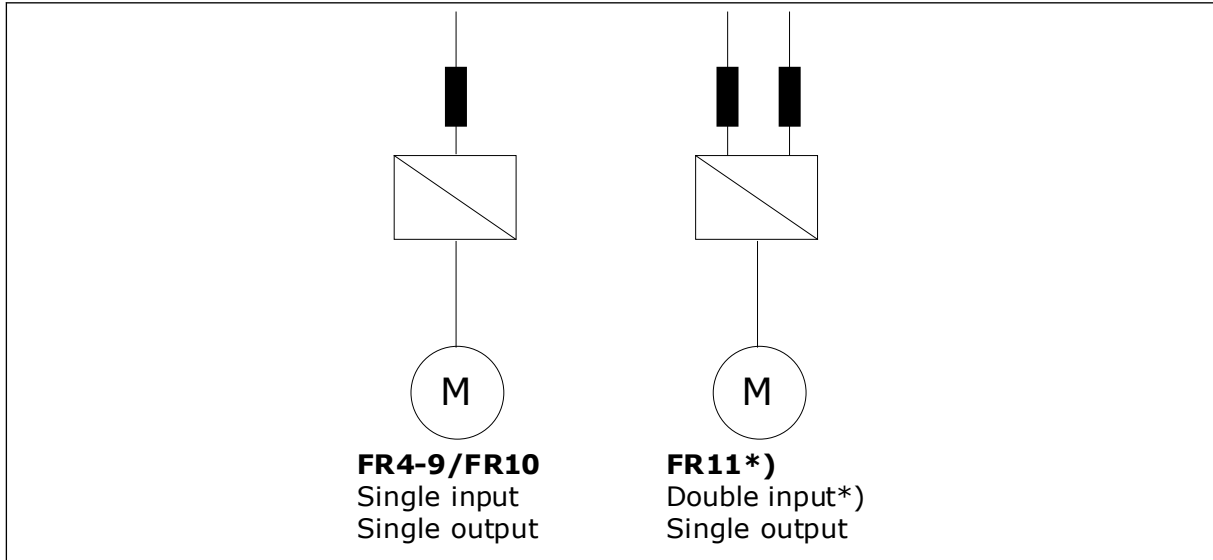 M
FR4-9/FR10
Single input
Single output
M
FR11*)
Double input*)
Single output